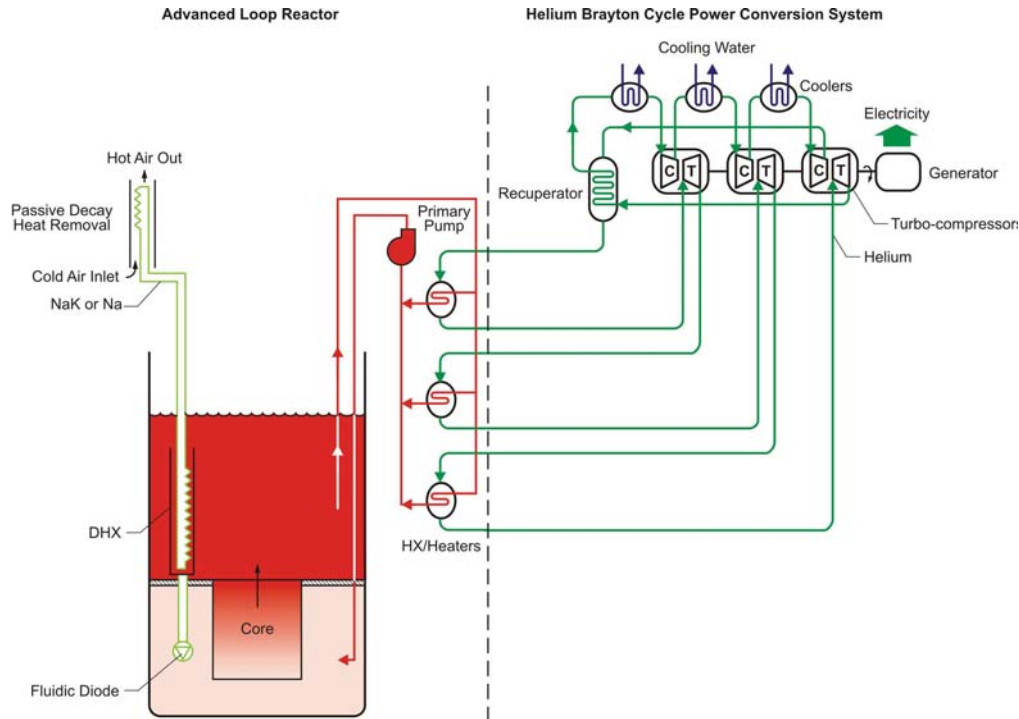 Advanced Loop Reactor
Helium Brayton Cycle Power Conversion System
Cooling Water
Coolers
Electricity
Hot Air Out
C T
C T
C T
Generator
Recuperator
Passive Decay
Heat Removal
Primary
Pump
Turbo-compressors
Helium
Cold Air Inlet
NaK or Na
DHX
HX/Heaters
Core
Fluidic Diode